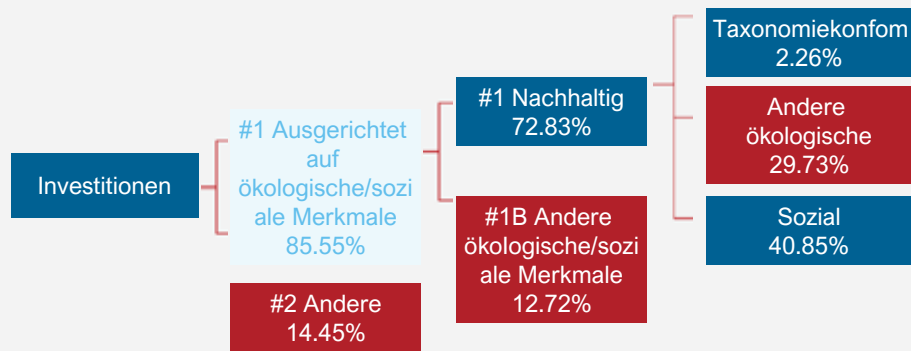 Investitionen
#1 Ausgerichtet
auf
ökologische/sozi
ale Merkmale
85.55%
#2 Andere
14.45%
#1 Nachhaltig
72.83%
#1B Andere
ökologische/sozi
ale Merkmale
12.72%
Taxonomiekonfom
2.26%
Andere
ökologische
29.73%
Sozial
40.85%